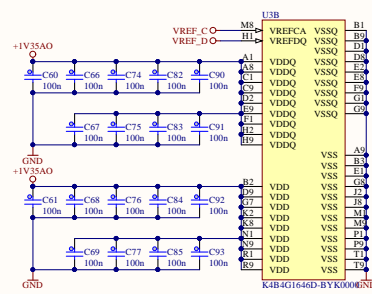 U3B
VREF_C M8 VREFCA VSSQ B1
VREF_D H1 VREFDQ VSSQ B9
VSSQ D1
+1V35AO A1 VDDQ VSSQ D8
C60 C66 C74 C82 C90 A8 VDDQ VSSQ E2
100n 100n 100n 100n 100n C1 VDDQ VSSQ E8
C9 VDDQ VSSQ F9
D2 VDDQ VSSQ G1
E9 VDDQ VSSQ G9
C67 C75 C83 C91 F1 VDDQ
100n 100n 100n 100n H2 VDDQ
H9 VDDQ
GND VSS A9
+1V35AO VSS B3
VSS E1
B2 VDD VSS G8
C61 C68 C76 C84 C92 D9 VDD VSS J2
100n 100n 100n 100n 100n G7 VDD VSS J8
K2 VDD VSS M1
K8 VDD VSS M9
N1 VDD VSS P1
C69 C77 C85 C93 N9 VDD VSS P9
100n 100n 100n 100n R1 VDD VSS T1
R9 VDD VSS T9
GND K4B4G1646D-BYK0000 GND